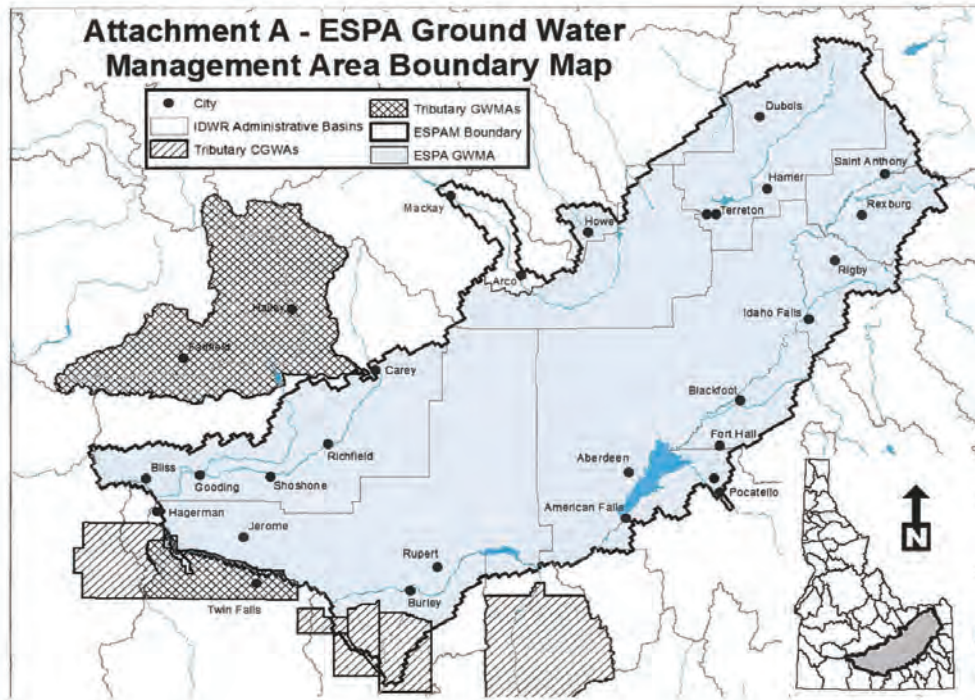 Attachment A - ESPA Ground Water
Management Area Boundary Map
City
IDWR Administrative Basins
Tributary CGWAs
Tributary GWMAs
ESPAM Boundary
ESPA GWMA
Dubois
Saint Anthony
Hamer
Mackay
Terreton
Rexburg
Howe
Rigby
Arco
Hailey
Idaho Falls
Fairfield
Carey
Blackfoot
Richfield
Fort Hall
Bliss
Aberdeen
Gooding
Shoshone
Pocatello
American Falls
Hagerman
Jerome
N
Rupert
Twin Falls
Burley